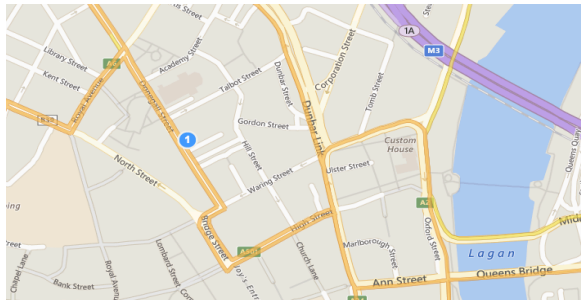 1A
M3
Library Street
Kent Street
Royal Avenue
Academy Street
Talbot Street
Donegall Street
Dunbar Street
Corporation Street
Tomb Street
Dunbar Link
Gordon Street
Hill Street
1
North Street
Waring Street
Ulster Street
Custom
House
Queens Quay
Bridge Street
High Street
A2
Oxford Street
Lagan
Queens Bridge
Marlborough
Street
Church Lane
Ann Street
Lombard Street
Royal Avenue
Bank Street
Chapel Lane